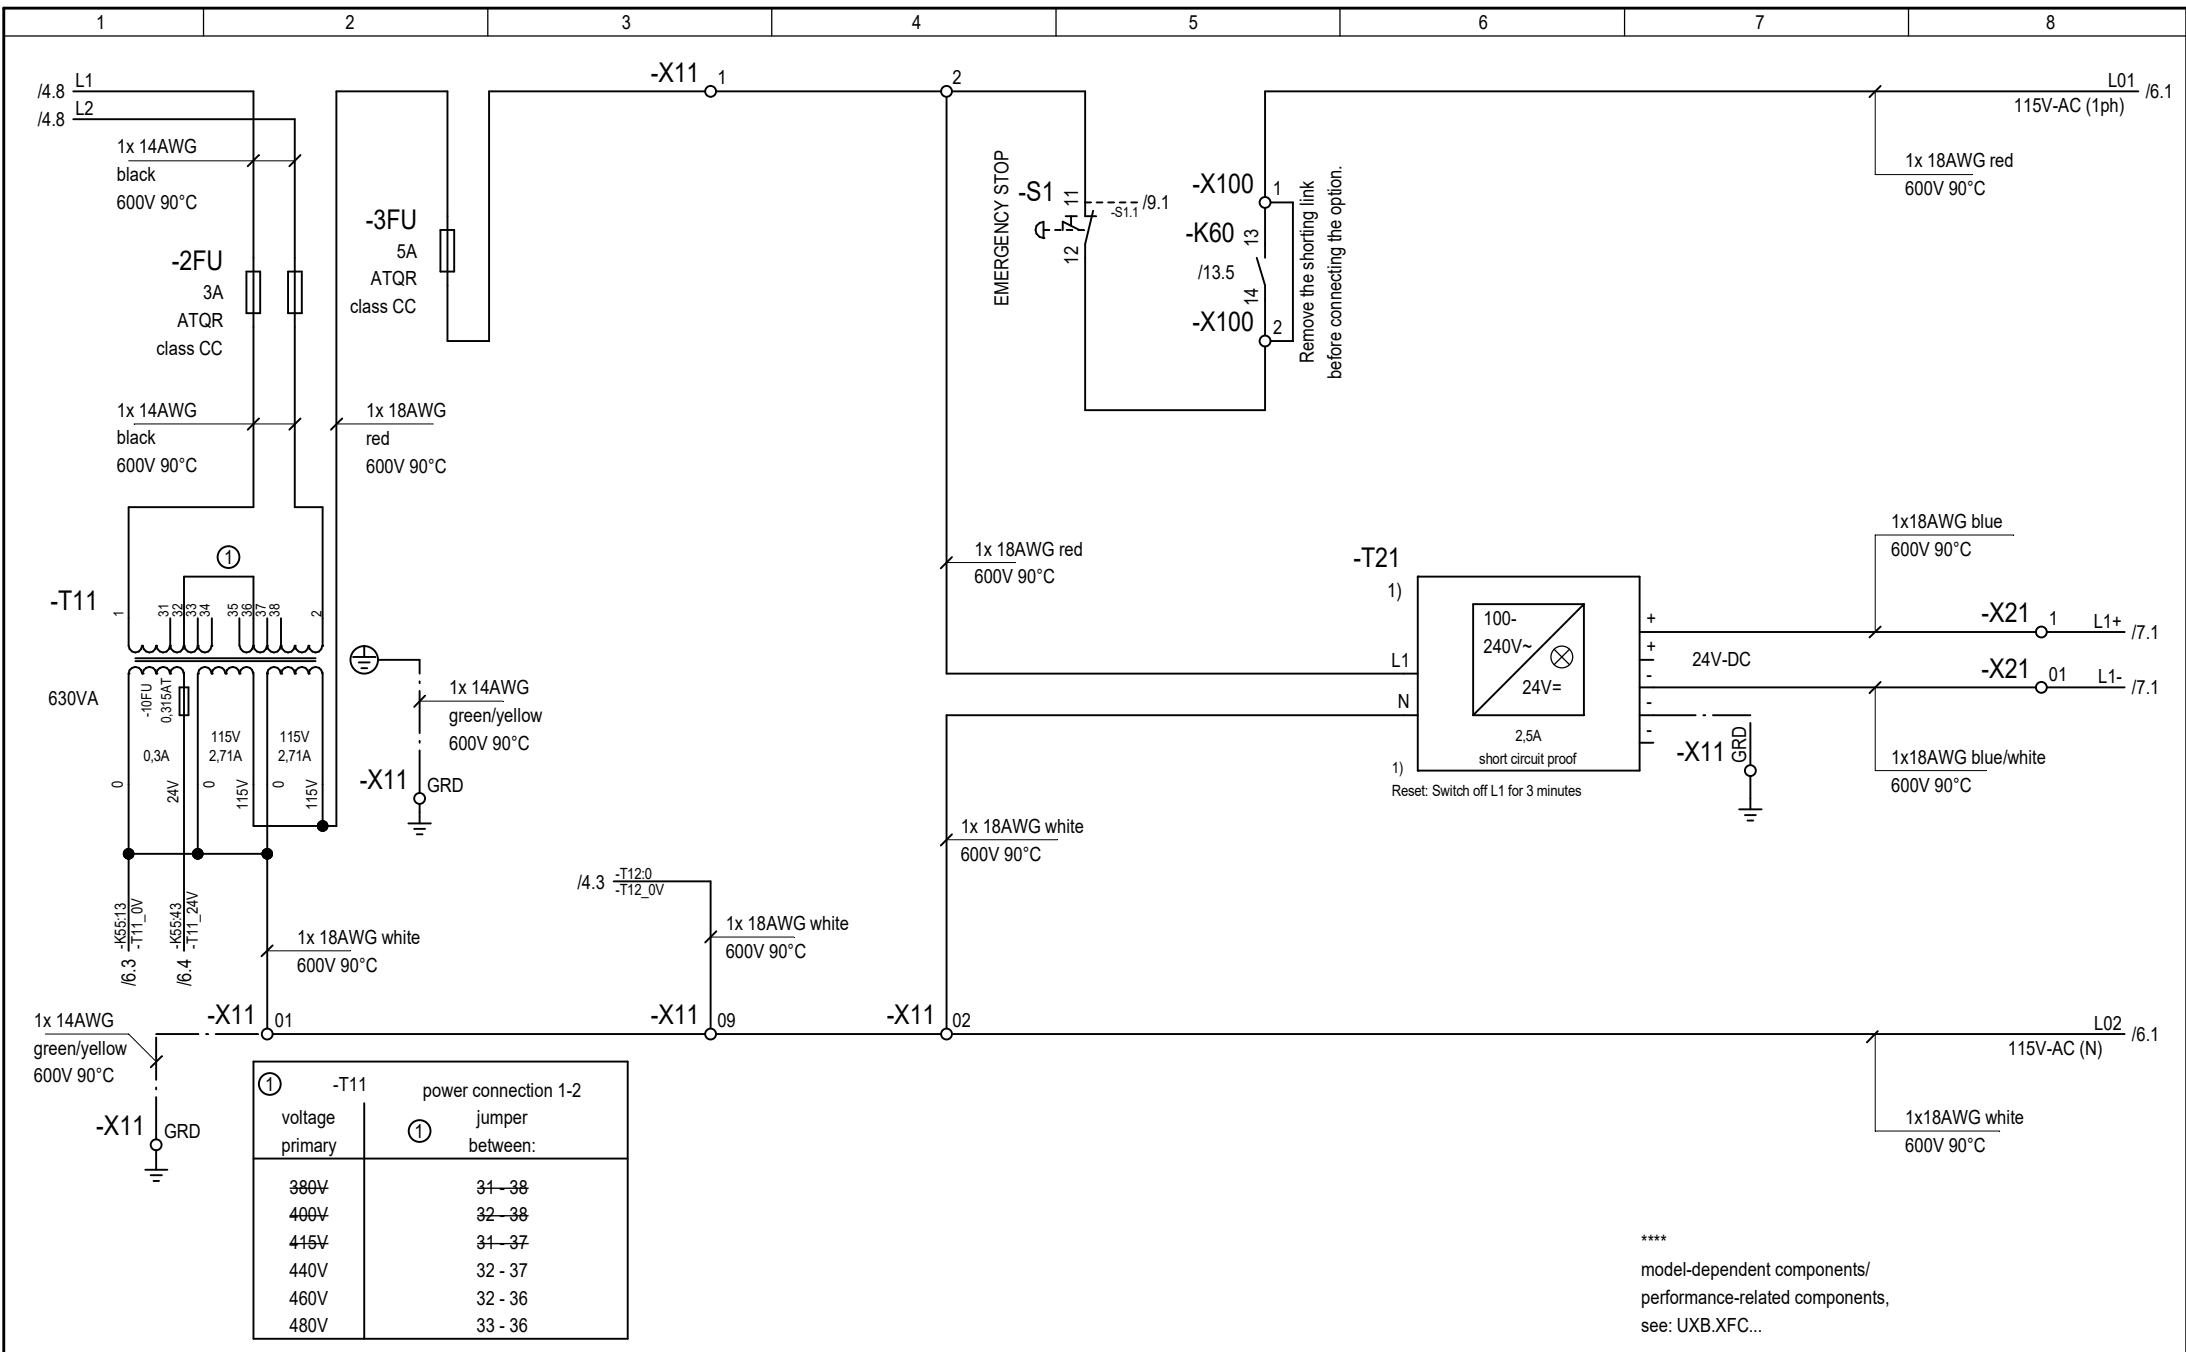 1 2 3 4 5 6 7 8
/4.8 L1
/4.8 L2
1x 14AWG
black
600V 90°C
-2FU
3A
ATQR
class CC
-3FU
5A
ATQR
class CC
1x 14AWG
black
600V 90°C
1x 18AWG
red
600V 90°C
-X11 1
2
EMERGENCY STOP
-S1 11
12
-S1.1 /9.1
-X100 1
-K60 13
/13.5
14
-X100 2
Remove the shorting link
before connecting the option.
L01 /6.1
115V-AC (1ph)
1x 18AWG red
600V 90°C
1
-T11
1 31 32 33 34 35 36 37 38 2
630VA
-10FU
0,315AT
0,3A
115V
2,71A
115V
2,71A
0 24V 0 115V 0 115V
1x 14AWG
green/yellow
600V 90°C
-X11 GRD
-K55:13
-T11_0V
/6.3
-K55:43
-T11_24V
/6.4
1x 18AWG white
600V 90°C
/4.3 -T12:0
-T12_0V
1x 18AWG white
600V 90°C
1x 18AWG red
600V 90°C
1x 18AWG white
600V 90°C
-T21
1)
L1
N
100-
240V~
24V=
2,5A
short circuit proof
1)
Reset: Switch off L1 for 3 minutes
+
+
-
-
-
24V-DC
-X11 GRD
1x18AWG blue
600V 90°C
-X21 1 L1+ /7.1
-X21 01 L1- /7.1
1x18AWG blue/white
600V 90°C
1x 14AWG
green/yellow
600V 90°C
-X11 GRD
-X11 01
-X11 09
-X11 02
L02 /6.1
115V-AC (N)
1x18AWG white
600V 90°C
1 -T11 power connection 1-2
voltage
primary
1 jumper
between:
380V 31 - 38
400V 32 - 38
415V 31 - 37
440V 32 - 37
460V 32 - 36
480V 33 - 36
****
model-dependent components/
performance-related components,
see: UXB.XFC...